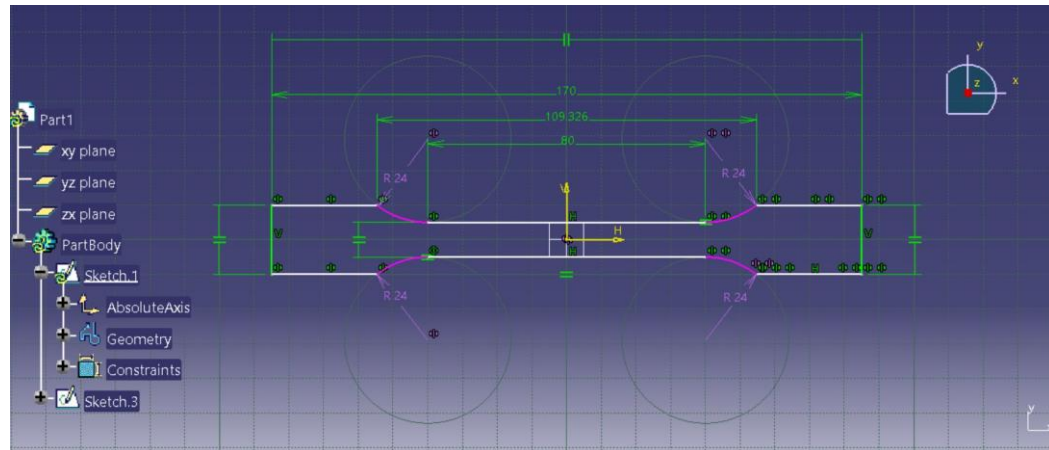 y
x
z
170
109,326
80
R 24
R 24
V
H
H
H
V
V
R 24
R 24
H
Part1
xy plane
yz plane
zx plane
PartBody
Sketch.1
AbsoluteAxis
Geometry
Constraints
Sketch.3
y